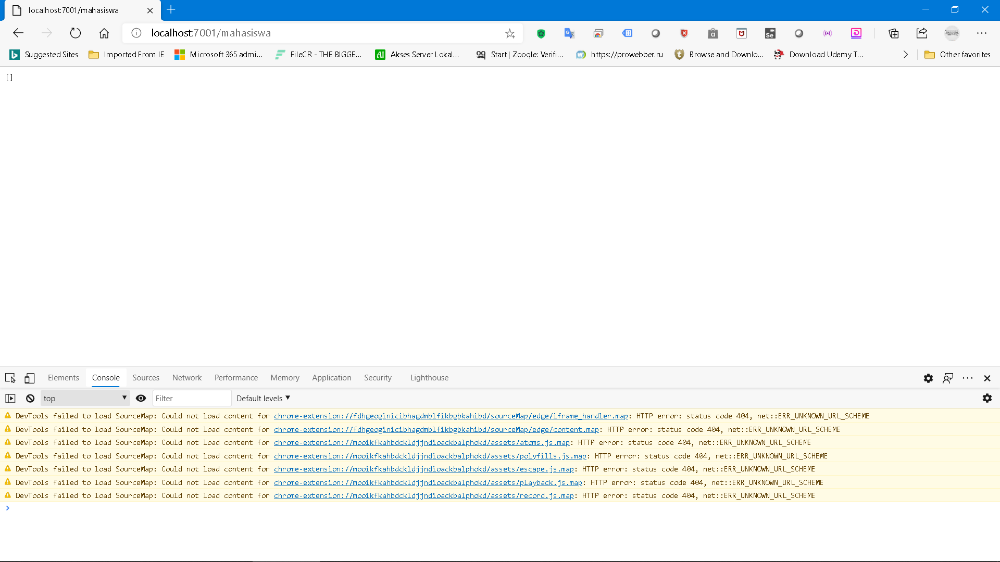 localhost:7001/mahasiswa
localhost:7001/mahasiswa
Suggested Sites Imported From IE Microsoft 365 admi... FileCR - THE BIGGE... Akses Server Lokal... Start | Zooqle: Verifi... https://prowebber.ru Browse and Downlo... Download Udemy T... Other favorites
[]
Elements Console Sources Network Performance Memory Application Security Lighthouse
top Filter Default levels
DevTools failed to load SourceMap: Could not load content for chrome-extension://fdhgeoginicibhagdmblfikbgbkahibd/sourceMap/edge/iframe_handler.map: HTTP error: status code 404, net::ERR_UNKNOWN_URL_SCHEME
DevTools failed to load SourceMap: Could not load content for chrome-extension://fdhgeoginicibhagdmblfikbgbkahibd/sourceMap/edge/content.map: HTTP error: status code 404, net::ERR_UNKNOWN_URL_SCHEME
DevTools failed to load SourceMap: Could not load content for chrome-extension://mooikfkahbdckldjjndioackbalphokd/assets/atoms.js.map: HTTP error: status code 404, net::ERR_UNKNOWN_URL_SCHEME
DevTools failed to load SourceMap: Could not load content for chrome-extension://mooikfkahbdckldjjndioackbalphokd/assets/polyfills.js.map: HTTP error: status code 404, net::ERR_UNKNOWN_URL_SCHEME
DevTools failed to load SourceMap: Could not load content for chrome-extension://mooikfkahbdckldjjndioackbalphokd/assets/escape.js.map: HTTP error: status code 404, net::ERR_UNKNOWN_URL_SCHEME
DevTools failed to load SourceMap: Could not load content for chrome-extension://mooikfkahbdckldjjndioackbalphokd/assets/playback.js.map: HTTP error: status code 404, net::ERR_UNKNOWN_URL_SCHEME
DevTools failed to load SourceMap: Could not load content for chrome-extension://mooikfkahbdckldjjndioackbalphokd/assets/record.js.map: HTTP error: status code 404, net::ERR_UNKNOWN_URL_SCHEME